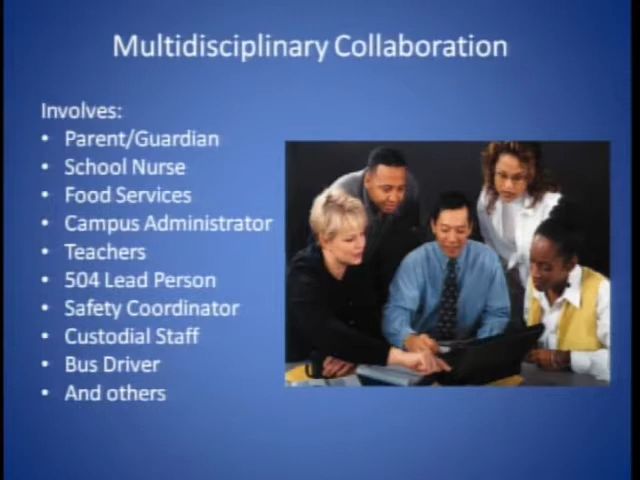 Multidisciplinary Collaboration
Involves:
• Parent/Guardian
• School Nurse
• Food Services
• Campus Administrator
• Teachers
• 504 Lead Person
• Safety Coordinator
• Custodial Staff
• Bus Driver
• And others